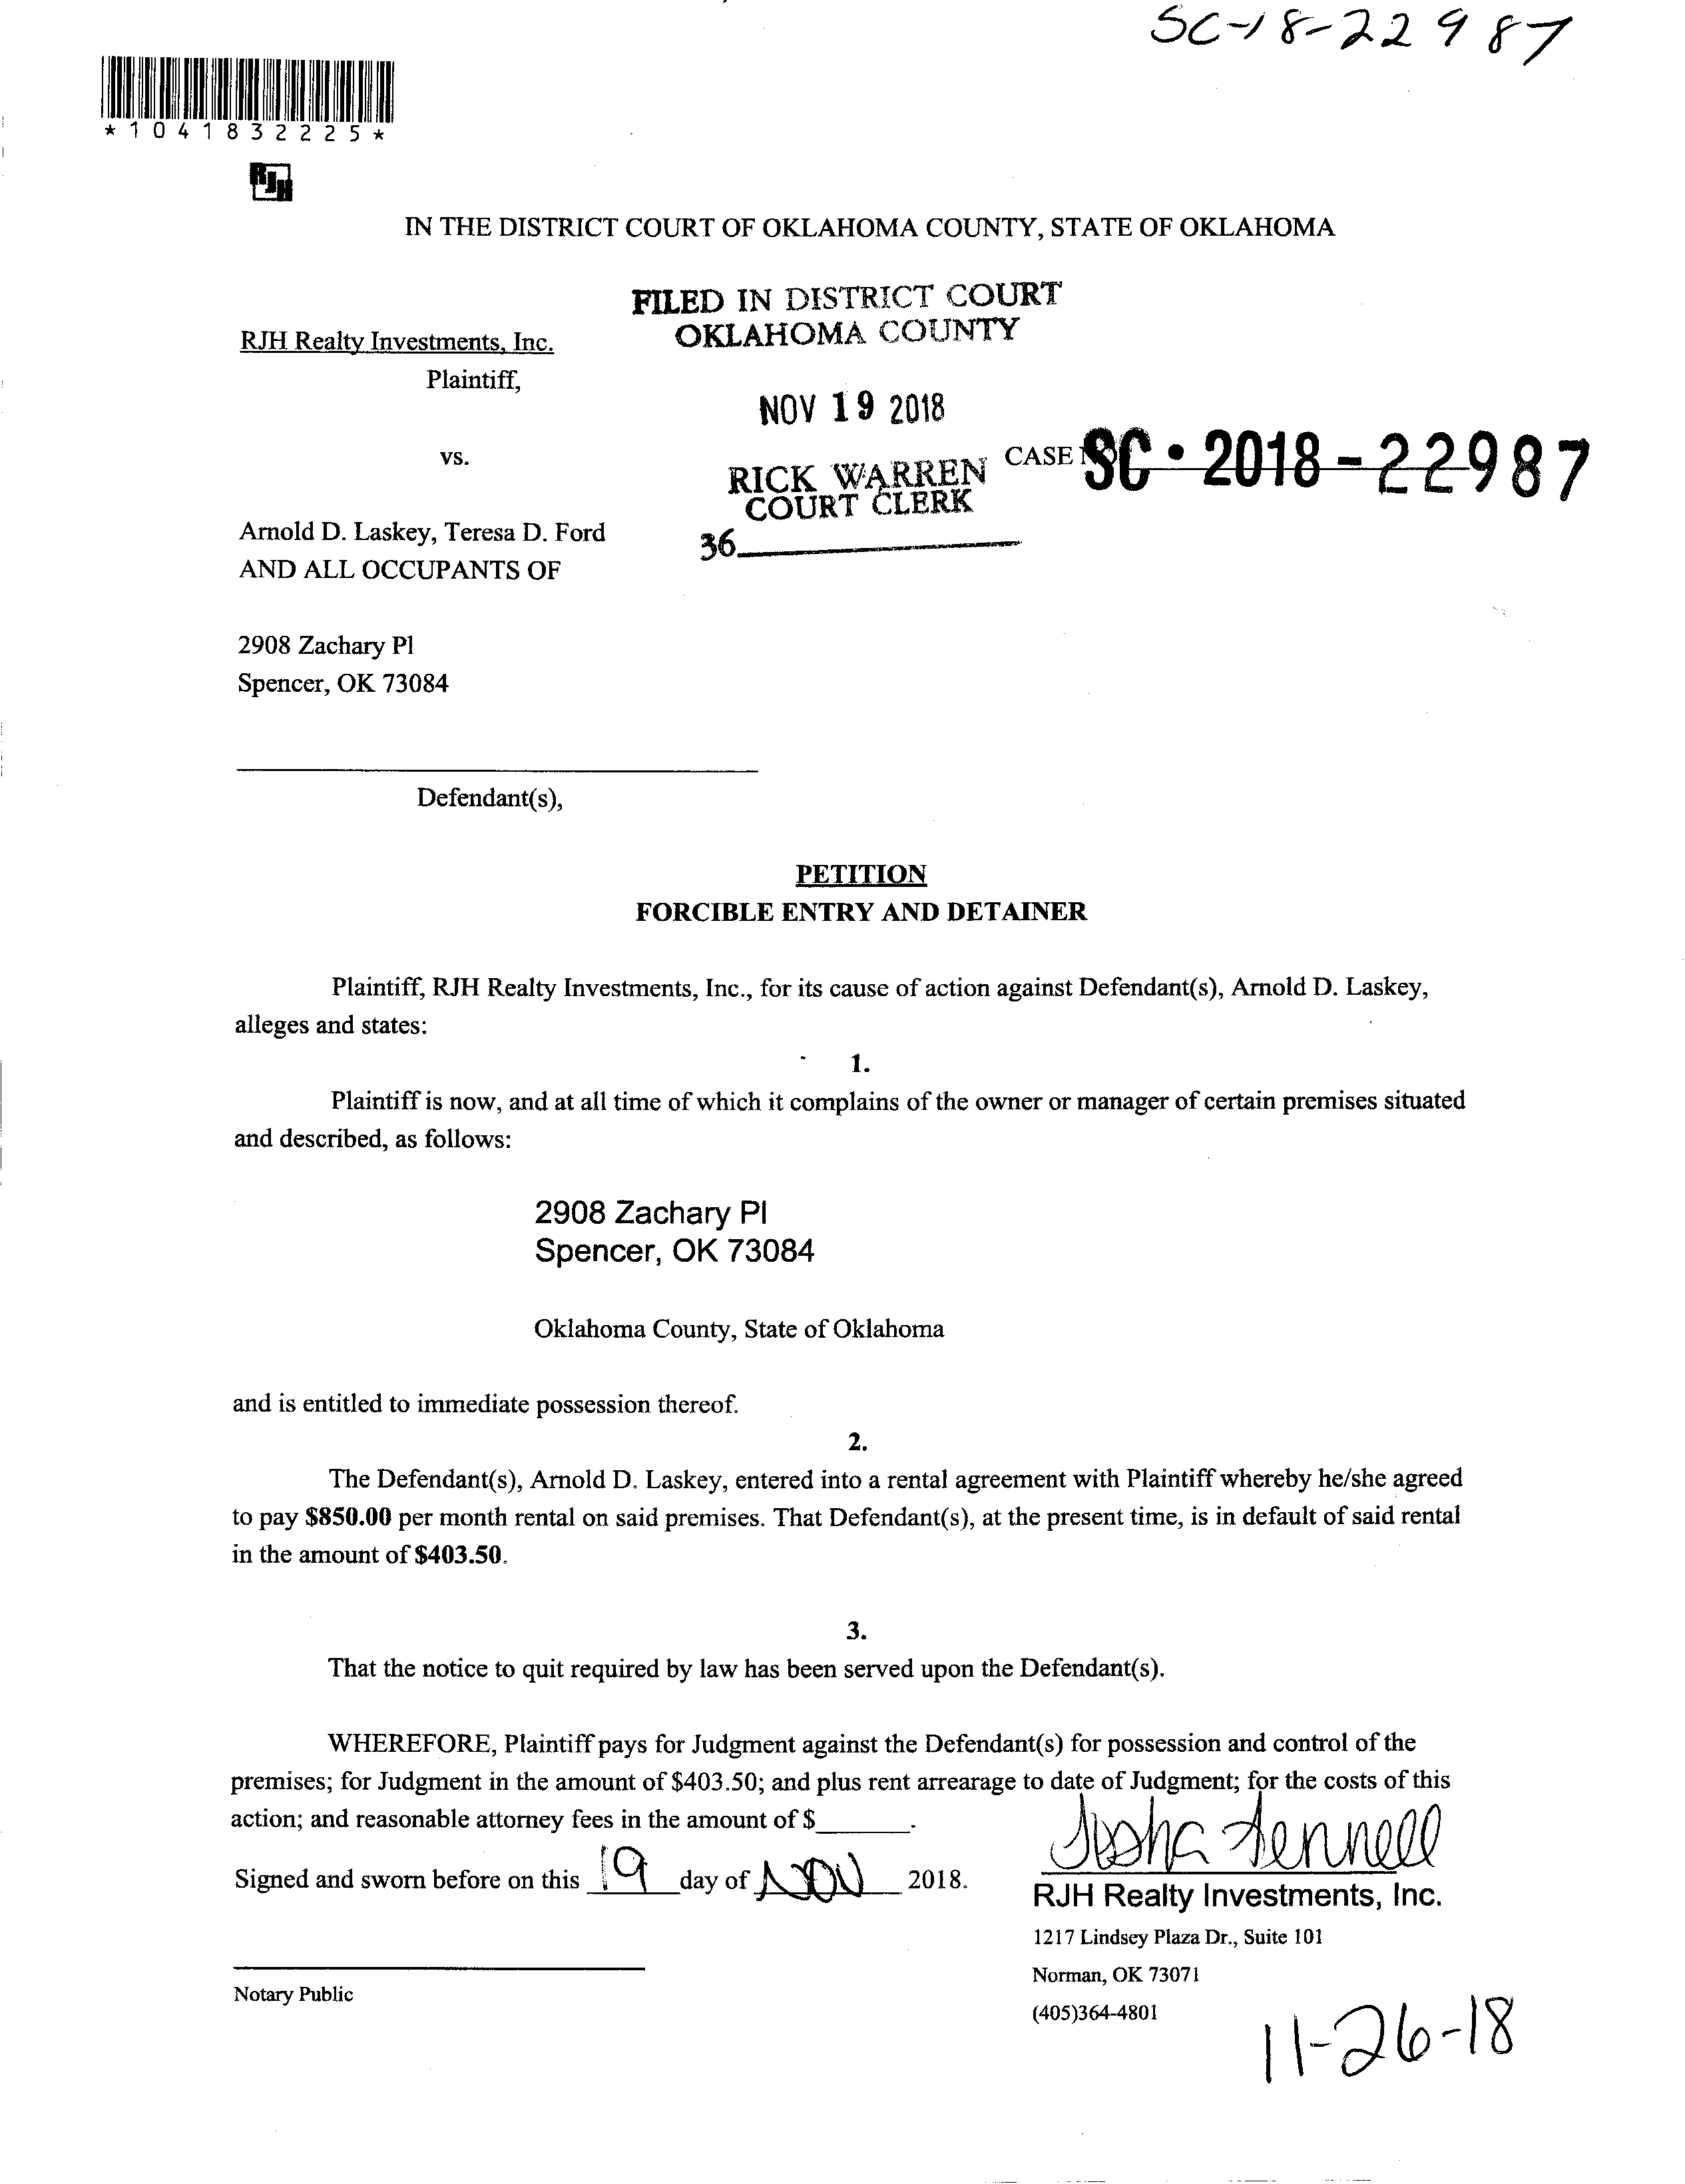 SC-18-22987
*1041832225*
RJH
IN THE DISTRICT COURT OF OKLAHOMA COUNTY, STATE OF OKLAHOMA
FILED IN DISTRICT COURT
OKLAHOMA COUNTY
RJH Realty Investments, Inc.
Plaintiff,
NOV 19 2018
vs.
CASE NO. SC • 2018 - 22987
RICK WARREN
COURT CLERK
36
Arnold D. Laskey, Teresa D. Ford
AND ALL OCCUPANTS OF
2908 Zachary Pl
Spencer, OK 73084
Defendant(s),
PETITION
FORCIBLE ENTRY AND DETAINER
Plaintiff, RJH Realty Investments, Inc., for its cause of action against Defendant(s), Arnold D. Laskey,
alleges and states:
1.
Plaintiff is now, and at all time of which it complains of the owner or manager of certain premises situated
and described, as follows:
2908 Zachary Pl
Spencer, OK 73084
Oklahoma County, State of Oklahoma
and is entitled to immediate possession thereof.
2.
The Defendant(s), Arnold D. Laskey, entered into a rental agreement with Plaintiff whereby he/she agreed
to pay $850.00 per month rental on said premises. That Defendant(s), at the present time, is in default of said rental
in the amount of $403.50.
3.
That the notice to quit required by law has been served upon the Defendant(s).
WHEREFORE, Plaintiff pays for Judgment against the Defendant(s) for possession and control of the
premises; for Judgment in the amount of $403.50; and plus rent arrearage to date of Judgment; for the costs of this
action; and reasonable attorney fees in the amount of $_______.
Signed and sworn before on this 19 day of NOV 2018.
RJH Realty Investments, Inc.
1217 Lindsey Plaza Dr., Suite 101
Norman, OK 73071
Notary Public
(405)364-4801
11-26-18